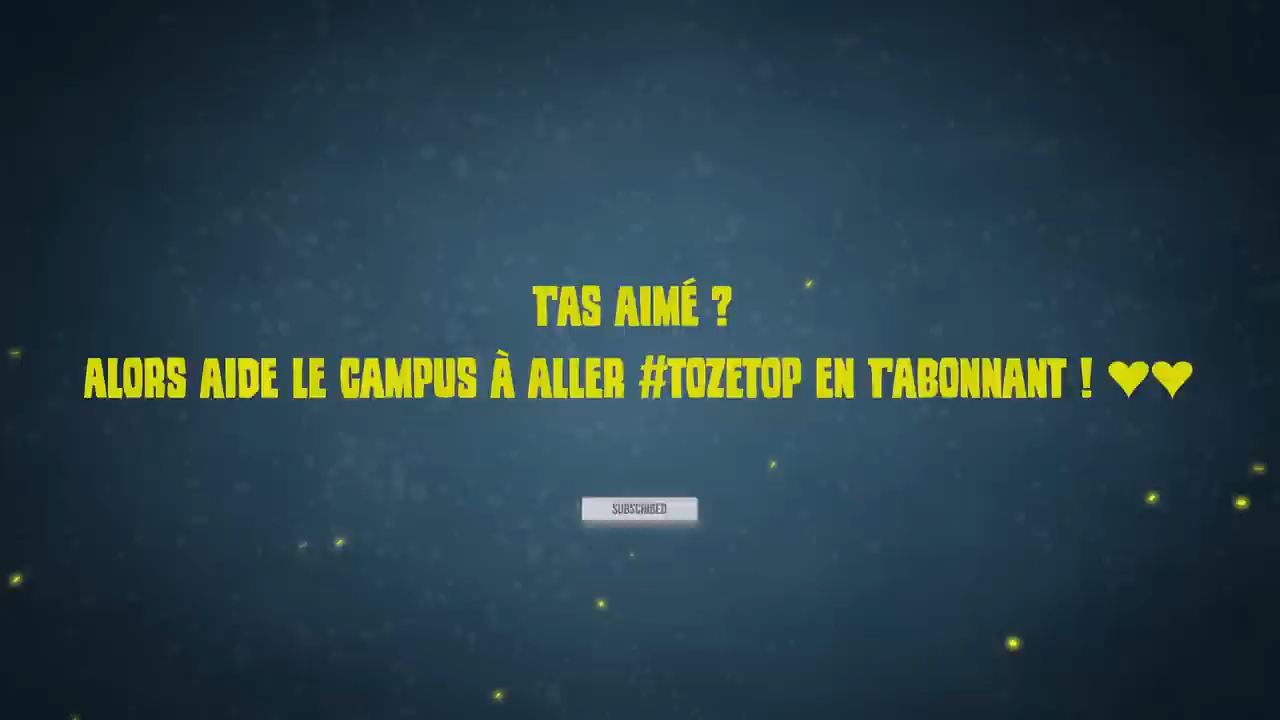 T'AS AIMÉ ?
ALORS AIDE LE CAMPUS À ALLER #TOZETOP EN T'ABONNANT ! ♥♥
SUBSCRIBED